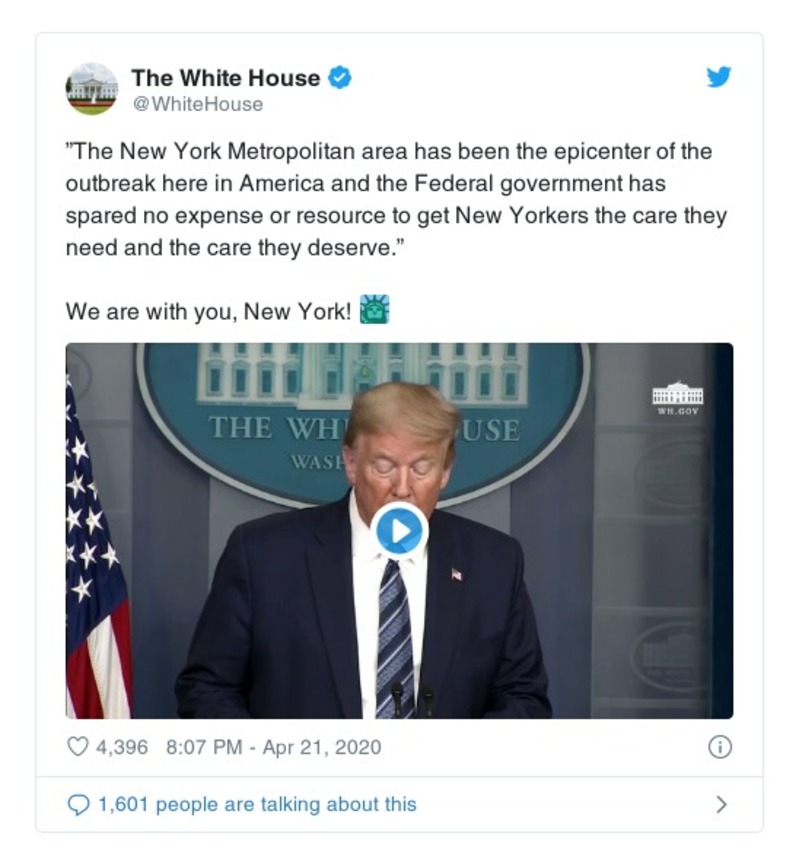 The White House
@WhiteHouse
”The New York Metropolitan area has been the epicenter of the
outbreak here in America and the Federal government has
spared no expense or resource to get New Yorkers the care they
need and the care they deserve.”
We are with you, New York!
WH.GOV
THE WH USE
WASH
4,396 8:07 PM - Apr 21, 2020
1,601 people are talking about this